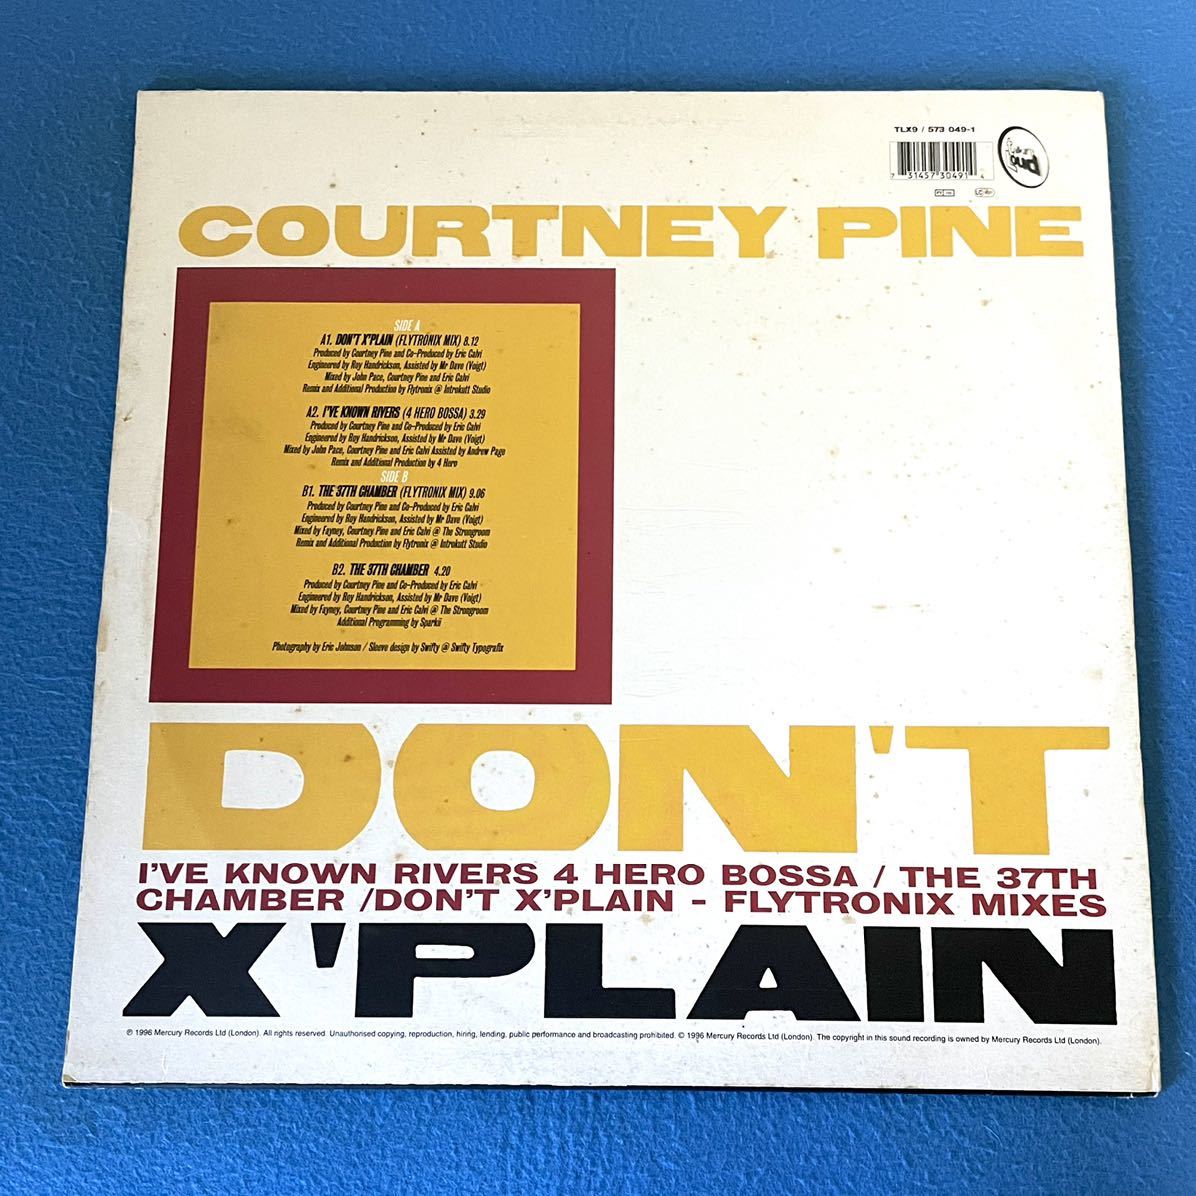 TLX9 / 573 049-1
7 31457 30491 4
COURTNEY PINE
SIDE A
A1. DON'T X'PLAIN (FLYTRONIX MIX) 8.12
Produced by Courtney Pine and Co-Produced by Eric Calvi
Engineered by Roy Handrickson, Assisted by Mr Dave (Voigt)
Mixed by John Pace, Courtney Pine and Eric Calvi
Remix and Additional Production by Flytronix @ Introkutt Studio
A2. I'VE KNOWN RIVERS (4 HERO BOSSA) 3.29
Produced by Courtney Pine and Co-Produced by Eric Calvi
Engineered by Roy Handrickson, Assisted by Mr Dave (Voigt)
Mixed by John Pace, Courtney Pine and Eric Calvi Assisted by Andrew Page
Remix and Additional Production by 4 Hero
SIDE B
B1. THE 37TH CHAMBER (FLYTRONIX MIX) 9.06
Produced by Courtney Pine and Co-Produced by Eric Calvi
Engineered by Roy Handrickson, Assisted by Mr Dave (Voigt)
Mixed by Fayney, Courtney Pine and Eric Calvi @ The Strongroom
Remix and Additional Production by Flytronix @ Introkutt Studio
B2. THE 37TH CHAMBER 4.20
Produced by Courtney Pine and Co-Produced by Eric Calvi
Engineered by Roy Handrickson, Assisted by Mr Dave (Voigt)
Mixed by Fayney, Courtney Pine and Eric Calvi @ The Strongroom
Additional Programming by Sparkii
Photography by Eric Johnson / Sleeve design by Swifty @ Swifty Typografix
DON'T
I'VE KNOWN RIVERS 4 HERO BOSSA / THE 37TH
CHAMBER /DON'T X'PLAIN - FLYTRONIX MIXES
X'PLAIN
℗ 1996 Mercury Records Ltd (London). All rights reserved. Unauthorised copying, reproduction, hiring, lending, public performance and broadcasting prohibited. © 1996 Mercury Records Ltd (London). The copyright in this sound recording is owned by Mercury Records Ltd (London).